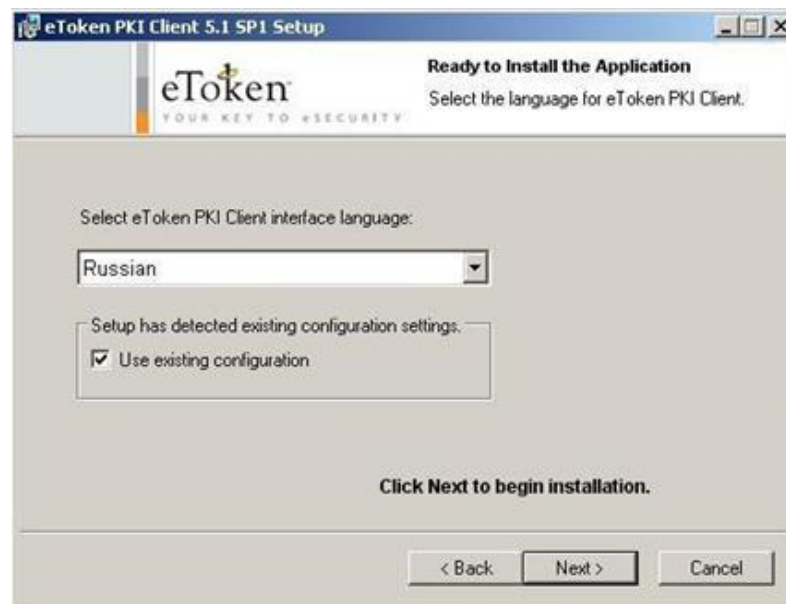 eToken PKI Client 5.1 SP1 Setup
eToken
YOUR KEY TO eSECURITY
Ready to Install the Application
Select the language for eToken PKI Client.
Select eToken PKI Client interface language:
Russian
Setup has detected existing configuration settings.
Use existing configuration
Click Next to begin installation.
< Back
Next >
Cancel